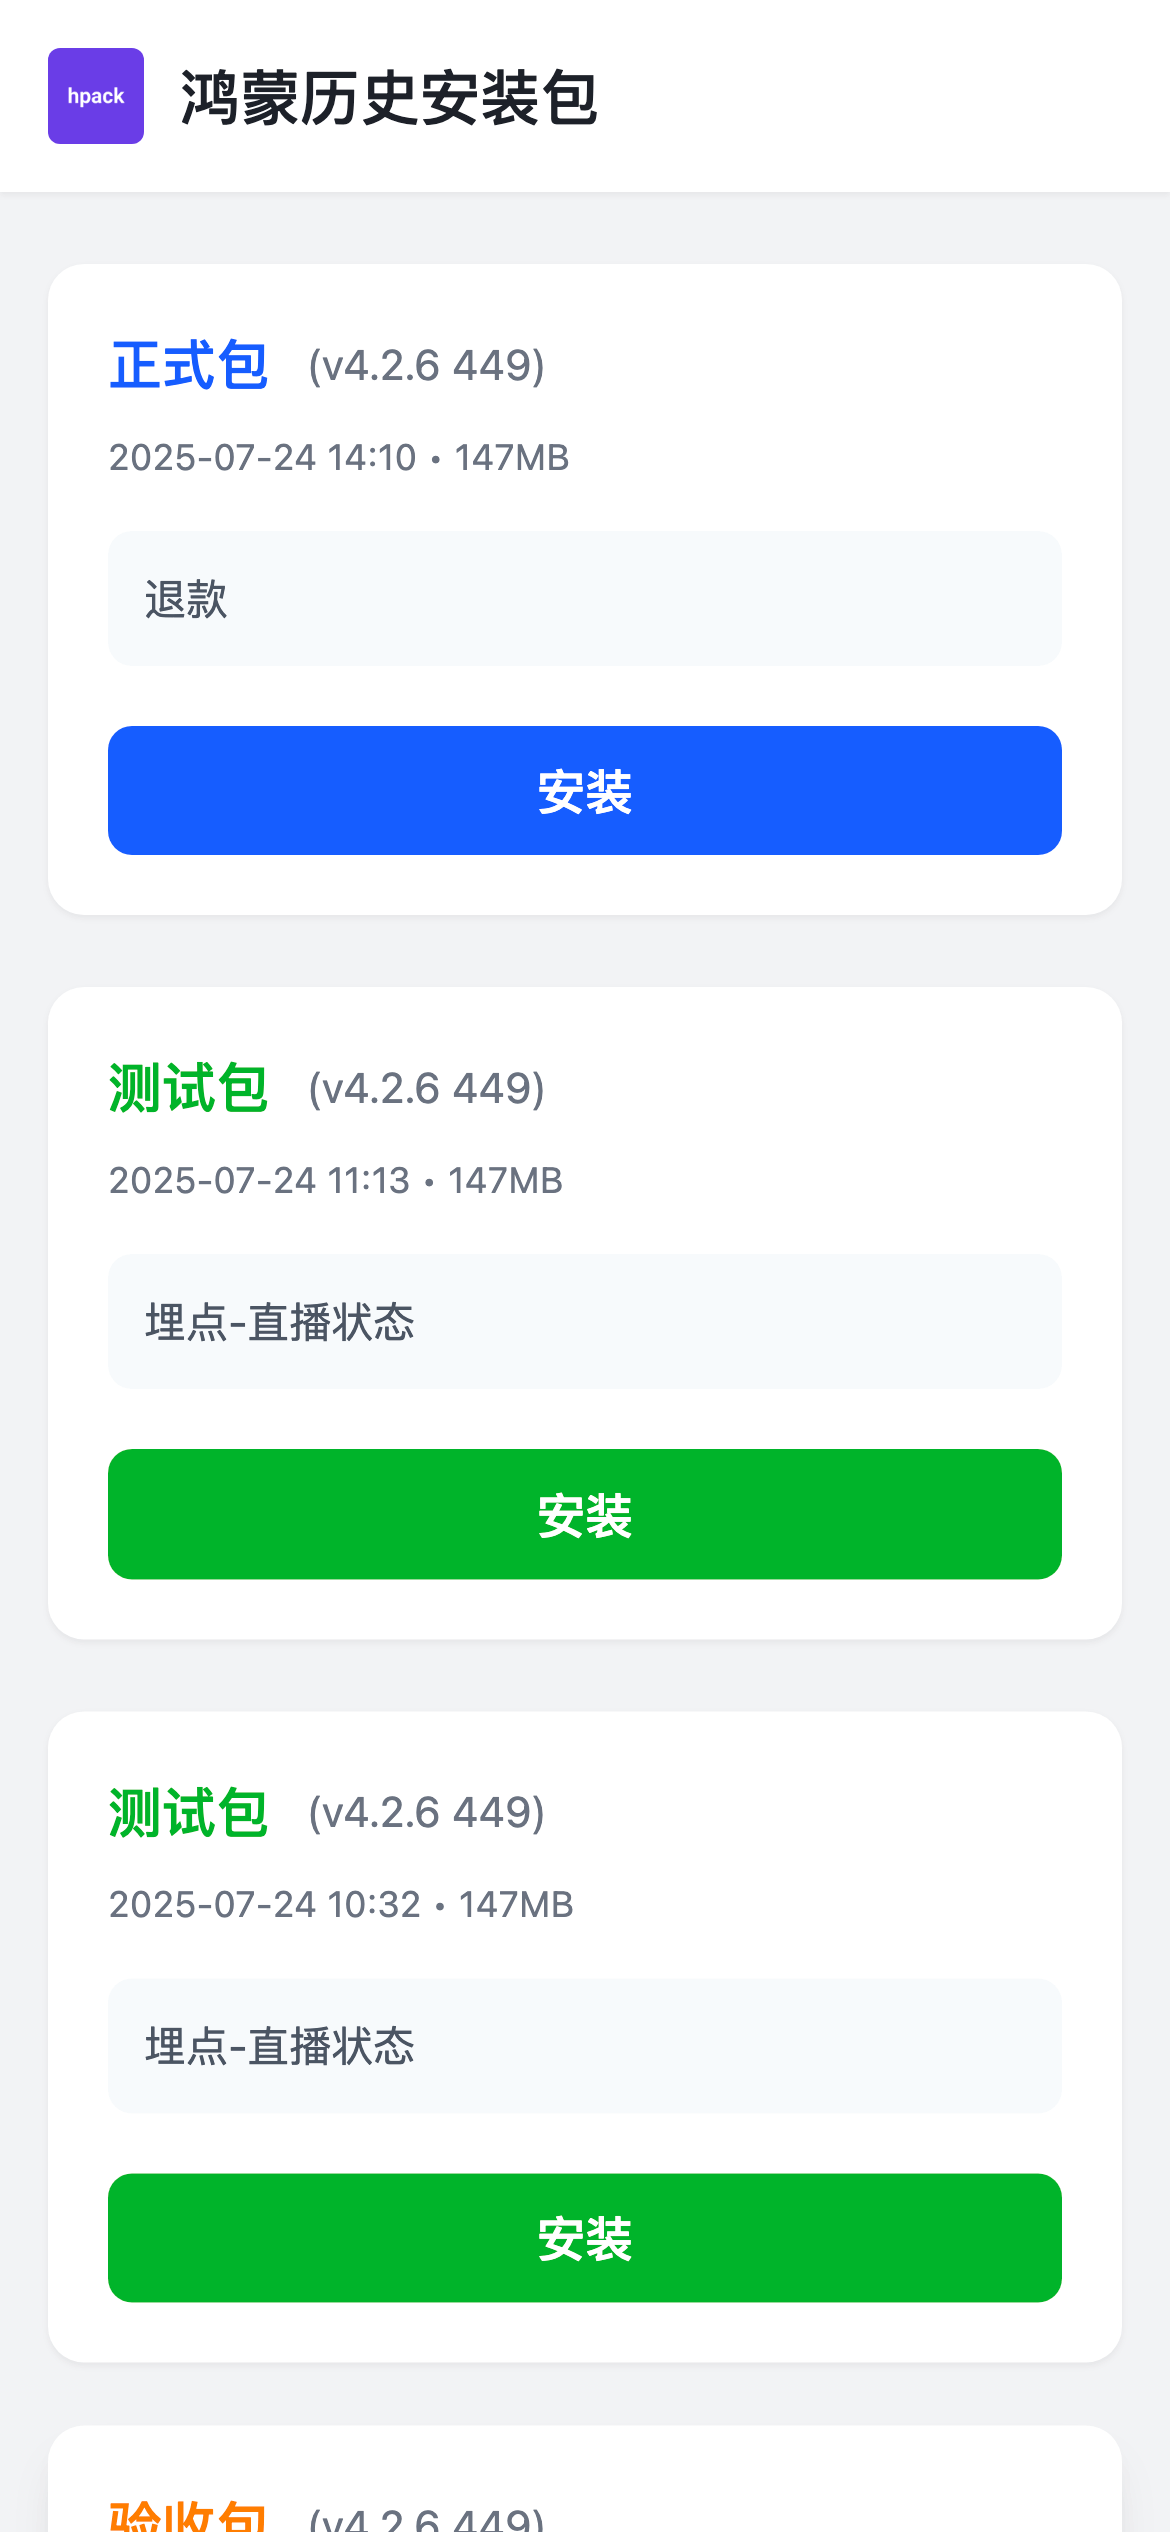 hpack
鸿蒙历史安装包
正式包 (v4.2.6 449)
2025-07-24 14:10 • 147MB
退款
安装
测试包 (v4.2.6 449)
2025-07-24 11:13 • 147MB
埋点-直播状态
安装
测试包 (v4.2.6 449)
2025-07-24 10:32 • 147MB
埋点-直播状态
安装
验收包 (v4.2.6 449)